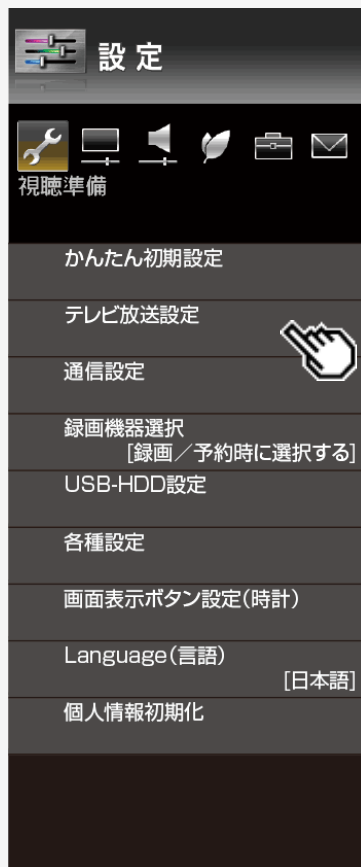 設定
視聴準備
かんたん初期設定
テレビ放送設定
通信設定
録画機器選択
[録画／予約時に選択する]
USB-HDD設定
各種設定
画面表示ボタン設定(時計)
Language(言語)
[日本語]
個人情報初期化